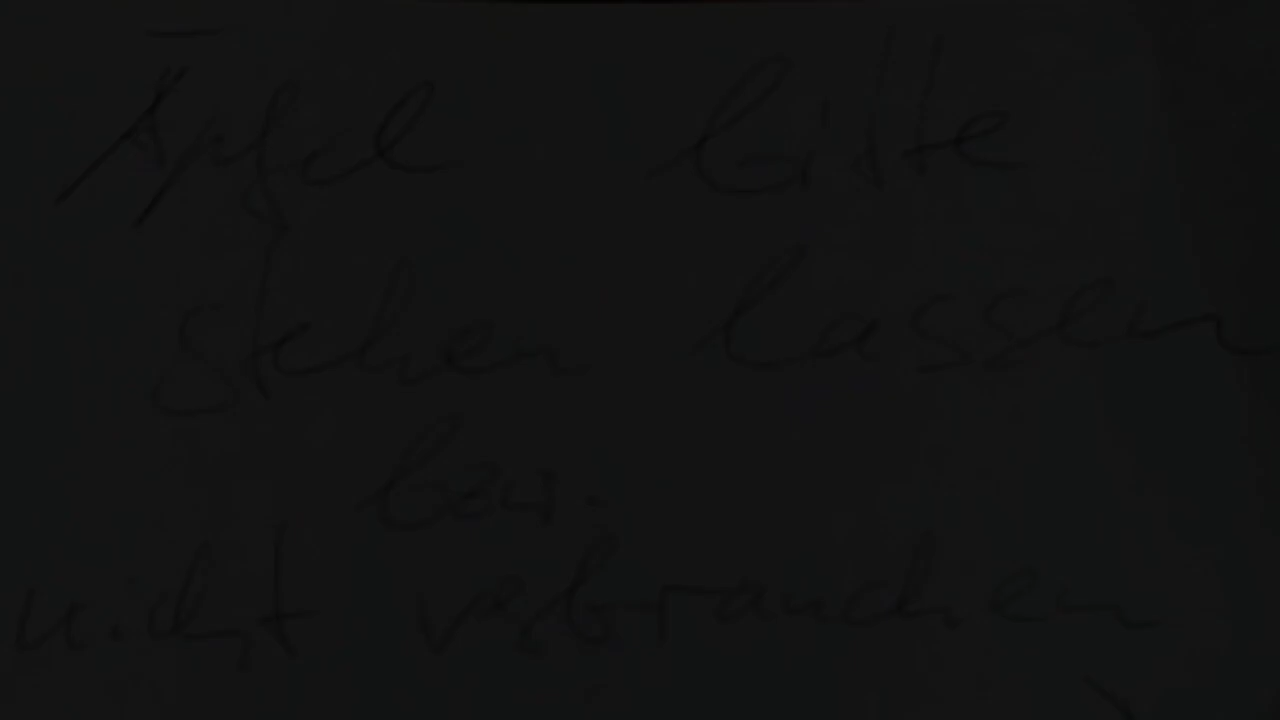 Äpfel bitte
stehen lassen
bzw.
nicht verbrauchen